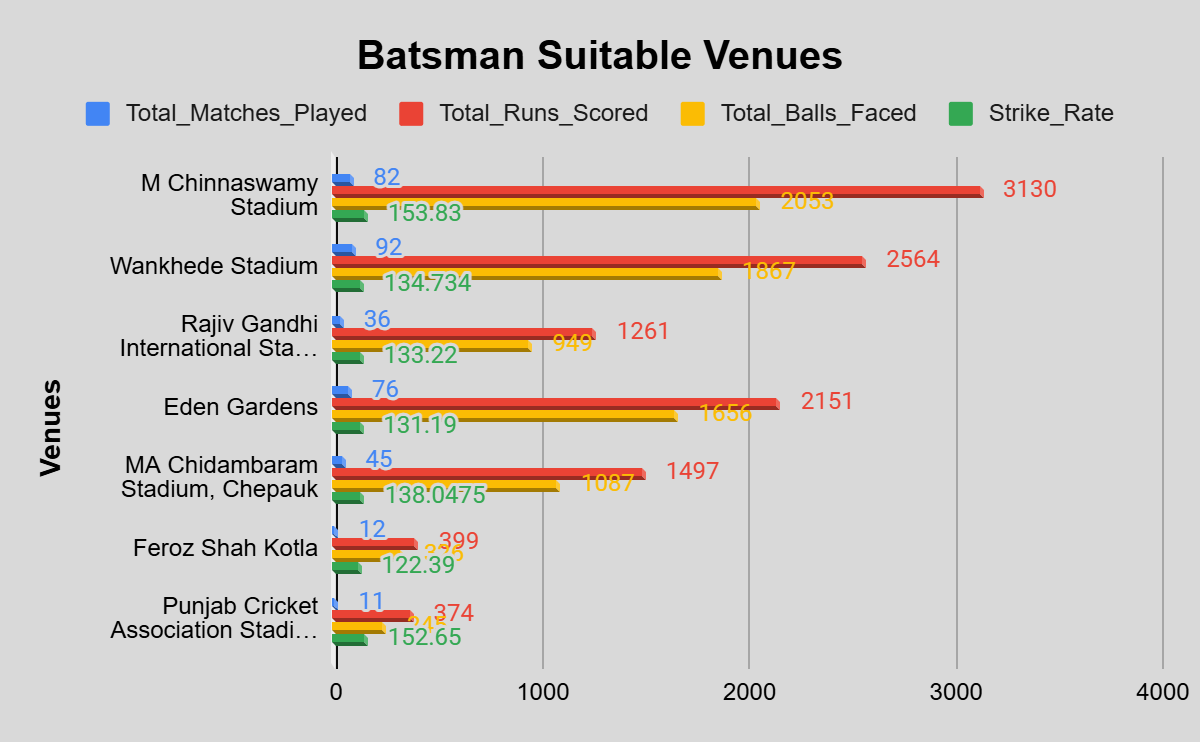 Batsman Suitable Venues
Total_Matches_Played Total_Runs_Scored Total_Balls_Faced Strike_Rate
Venues
M Chinnaswamy
Stadium
82
3130
2053
153.83
Wankhede Stadium
92
2564
1867
134.734
Rajiv Gandhi
International Sta…
36
1261
949
133.22
Eden Gardens
76
2151
1656
131.19
MA Chidambaram
Stadium, Chepauk
45
1497
1087
138.0475
Feroz Shah Kotla
12
399
326
122.39
Punjab Cricket
Association Stadi…
11
374
245
152.65
0 1000 2000 3000 4000